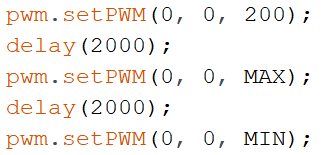 pwm.setPWM(0, 0, 200);
delay(2000);
pwm.setPWM(0, 0, MAX);
delay(2000);
pwm.setPWM(0, 0, MIN);